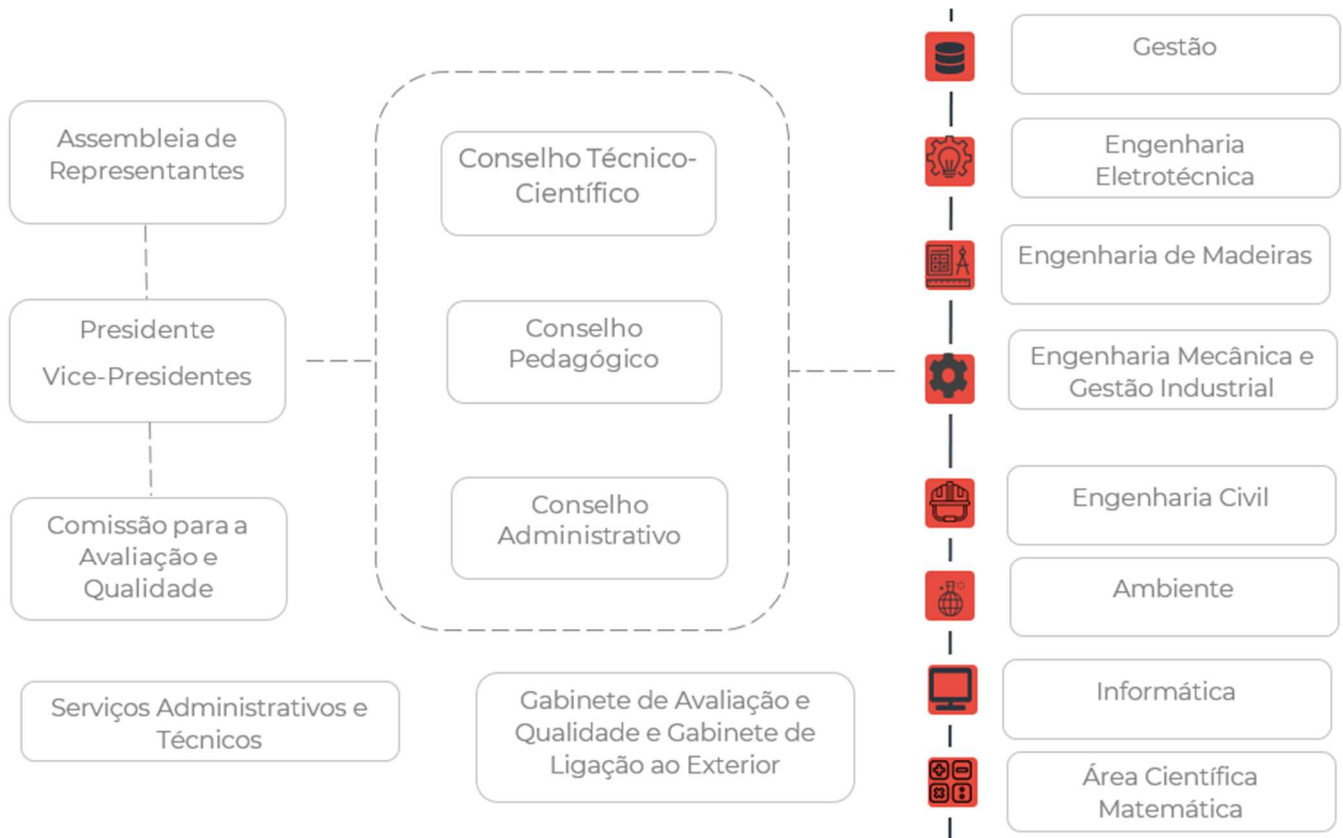 Assembleia de
Representantes
Presidente
Vice-Presidentes
Comissão para a
Avaliação e
Qualidade
Serviços Administrativos e
Técnicos
Conselho Técnico-
Científico
Conselho
Pedagógico
Conselho
Administrativo
Gabinete de Avaliação e
Qualidade e Gabinete de
Ligação ao Exterior
Gestão
Engenharia
Eletrotécnica
Engenharia de Madeiras
Engenharia Mecânica e
Gestão Industrial
Engenharia Civil
Ambiente
Informática
Área Científica
Matemática